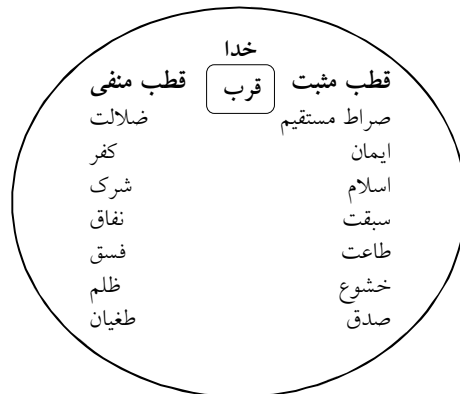 خدا
قطب مثبت قرب قطب منفی
صراط مستقیم ضلالت
ایمان کفر
اسلام شرک
سبقت نفاق
طاعت فسق
خشوع ظلم
صدق طغیان